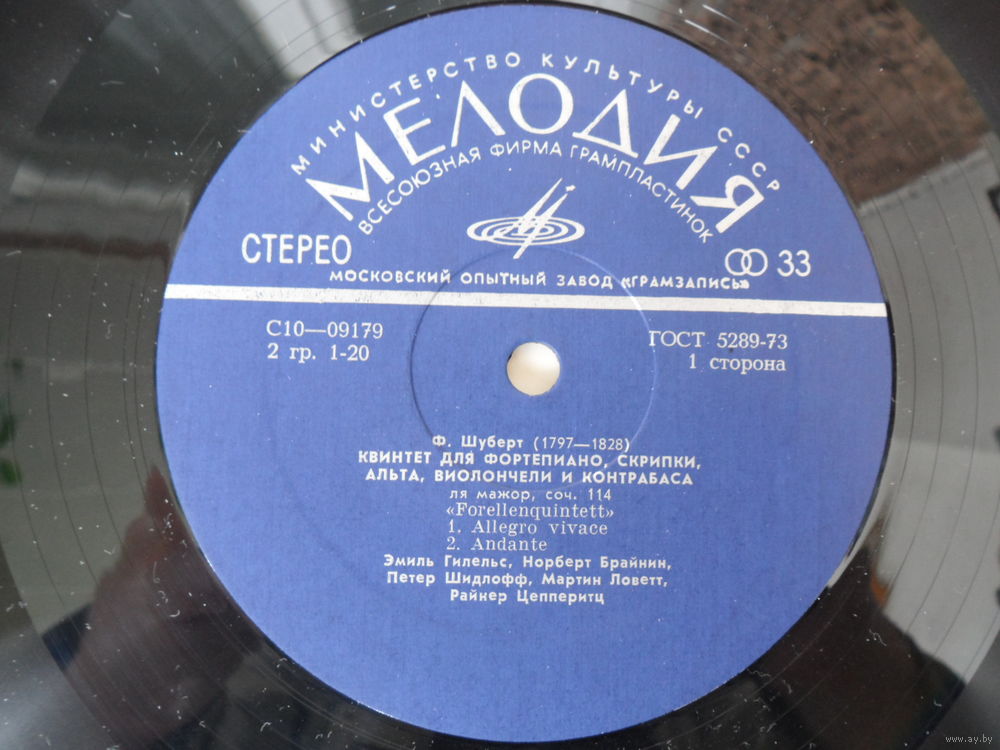 МИНИСТЕРСТВО КУЛЬТУРЫ СССР
МЕЛОДИЯ
ВСЕСОЮЗНАЯ ФИРМА ГРАМПЛАСТИНОК
СТЕРЕО
33
МОСКОВСКИЙ ОПЫТНЫЙ ЗАВОД «ГРАМЗАПИСЬ»
С10—09179
ГОСТ 5289-73
2 гр. 1-20
1 сторона
Ф. Шуберт (1797—1828)
КВИНТЕТ ДЛЯ ФОРТЕПИАНО, СКРИПКИ,
АЛЬТА, ВИОЛОНЧЕЛИ И КОНТРАБАСА
ля мажор, соч. 114
«Forellenquintett»
1. Allegro vivace
2. Andante
Эмиль Гилельс, Норберт Брайнин,
Петер Шидлофф, Мартин Ловетт,
Райнер Цепперитц
www.ay.by